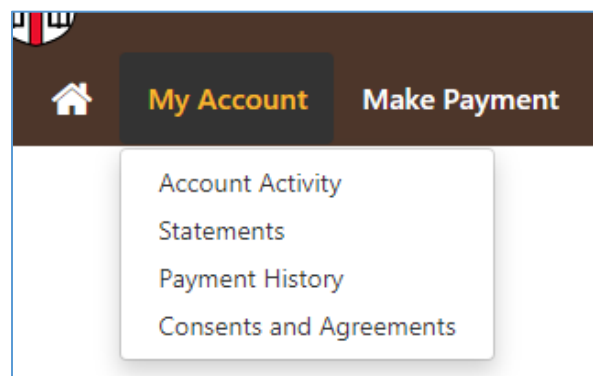 My Account Make Payment
Account Activity
Statements
Payment History
Consents and Agreements